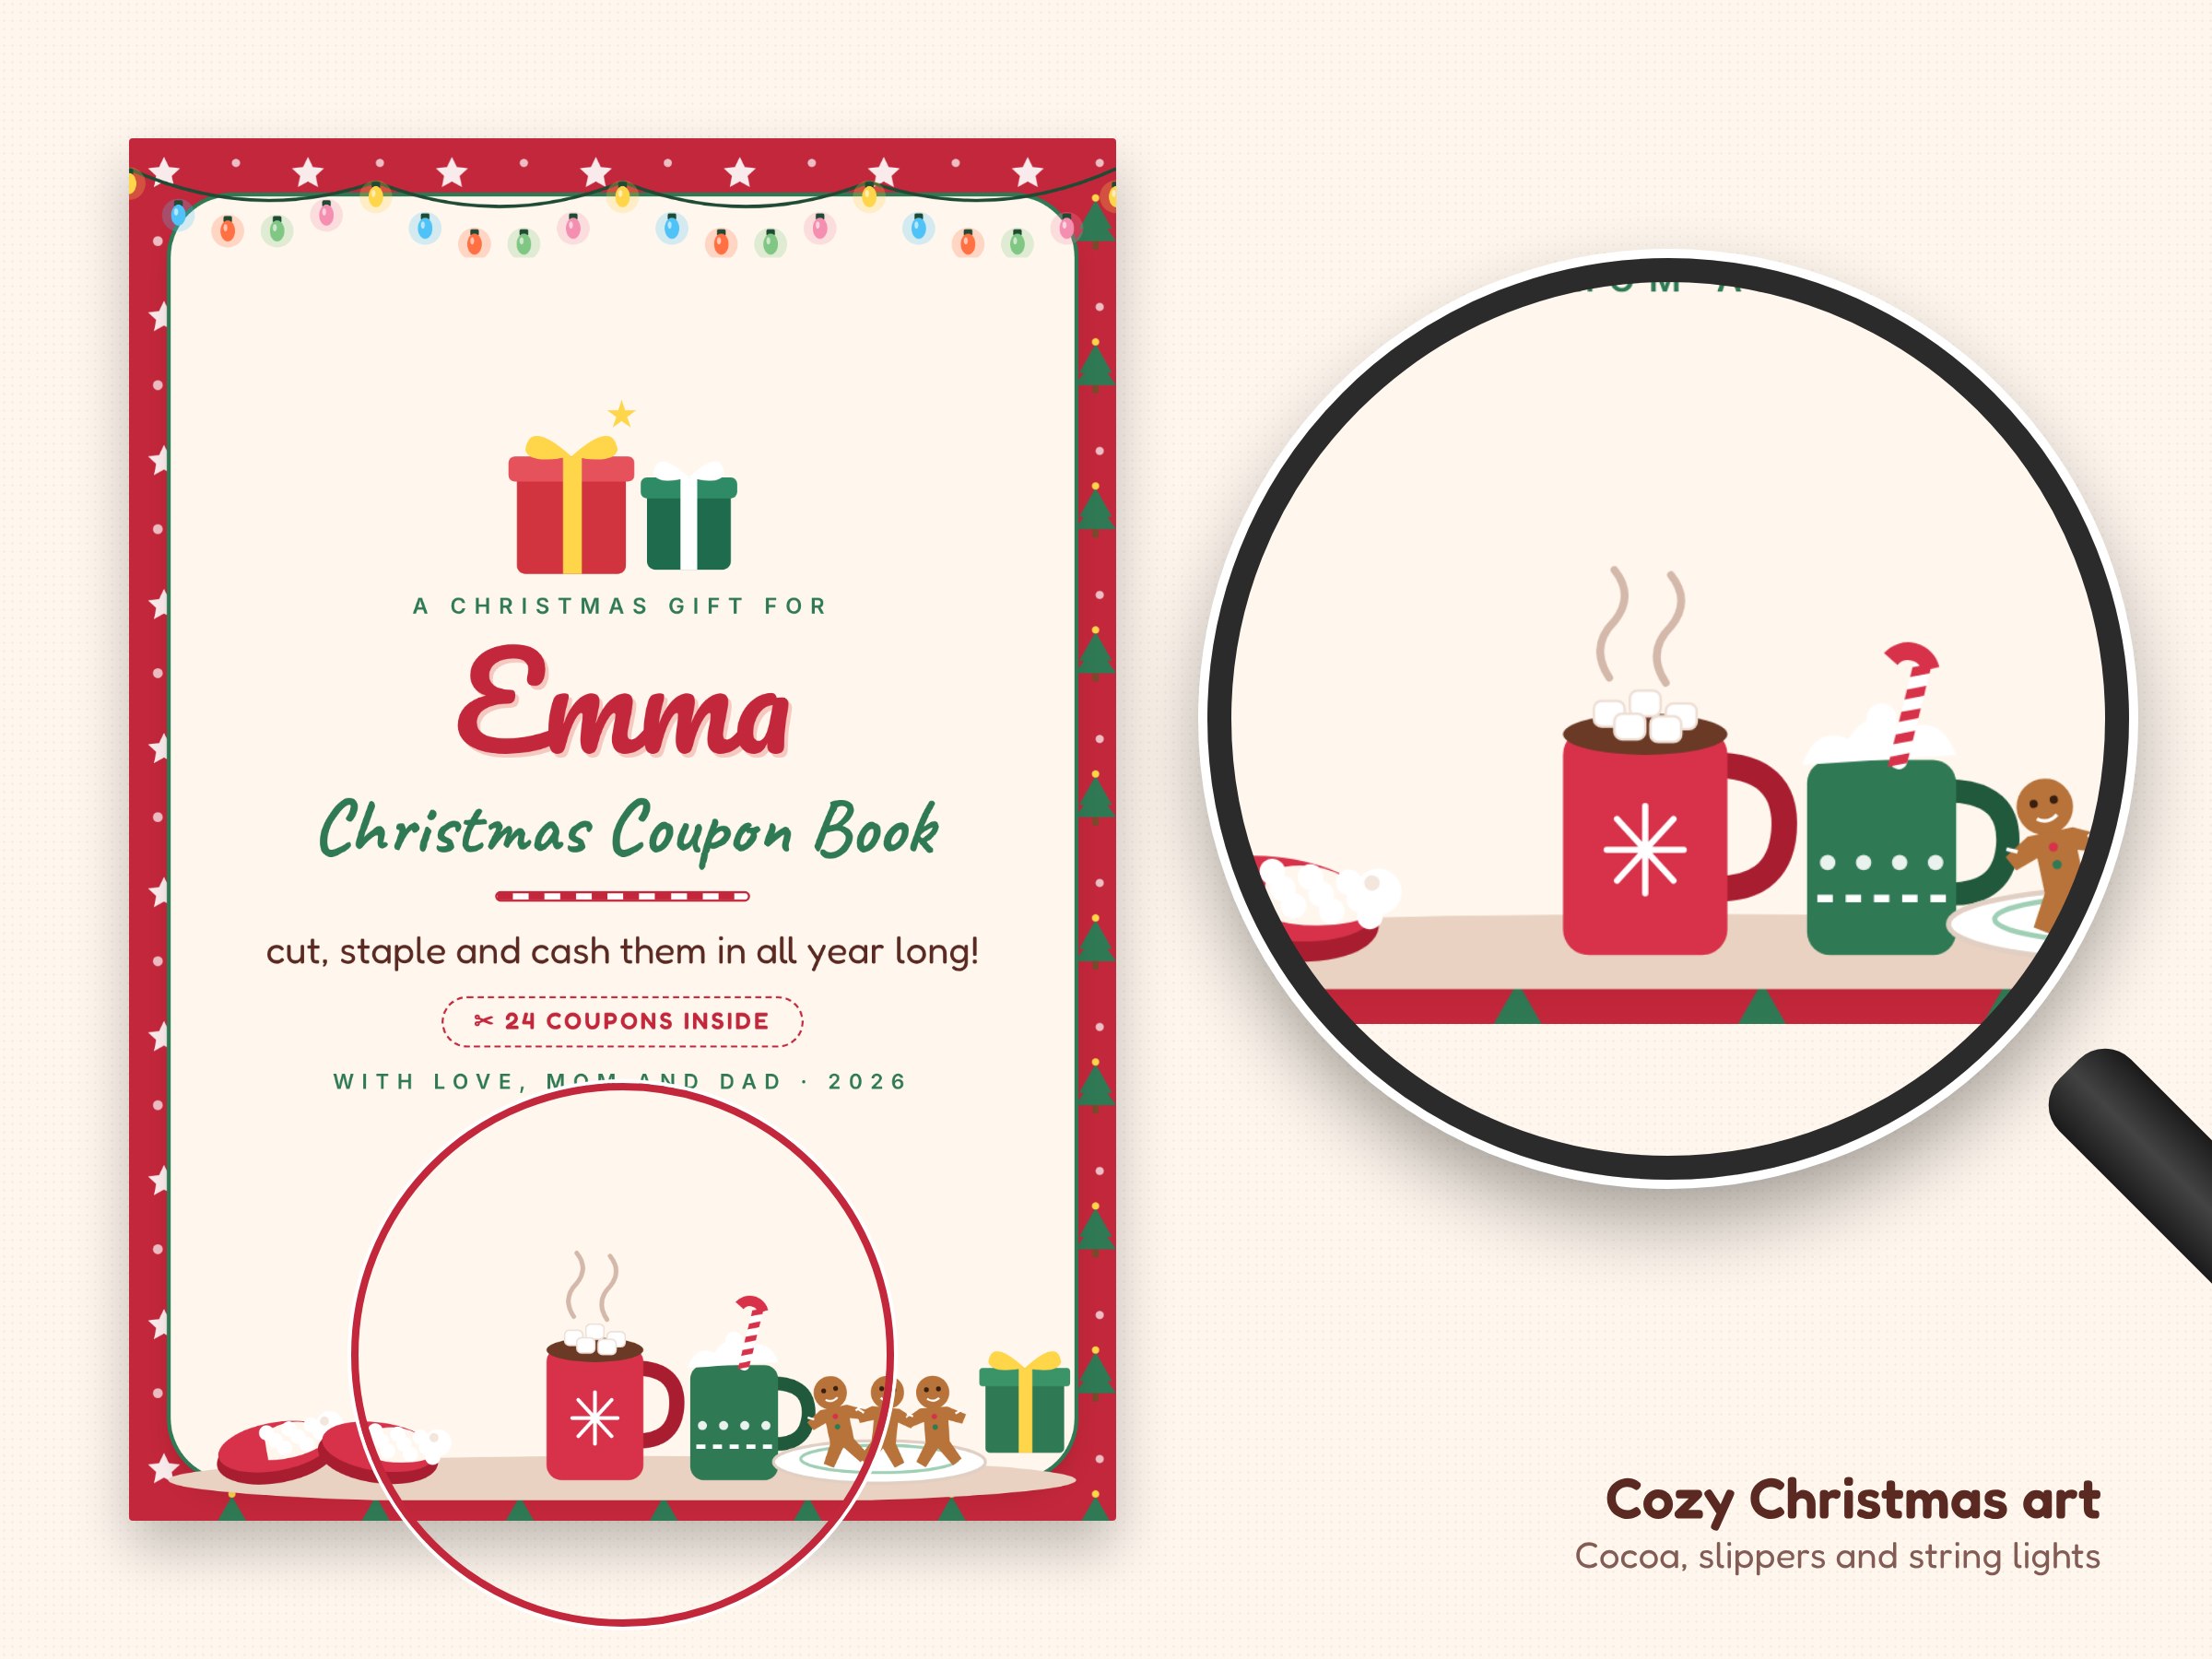 A CHRISTMAS GIFT FOR
Emma
Christmas Coupon Book
cut, staple and cash them in all year long!
✂ 24 COUPONS INSIDE
WITH LOVE, MOM AND DAD · 2026
Cozy Christmas art
Cocoa, slippers and string lights